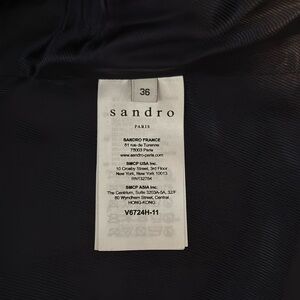 36
sandro
PARIS
SANDRO FRANCE
61 rue de Turenne
75003 Paris
www.sandro-paris.com
SMCP USA Inc.
10 Crosby Street, 3rd Floor
New York, New York 10013
RN132754
SMCP ASIA Inc.
The Centrium, Suite 3203A-5A, 32/F
60 Wyndham Street, Central
HONG-KONG
V6724H-11